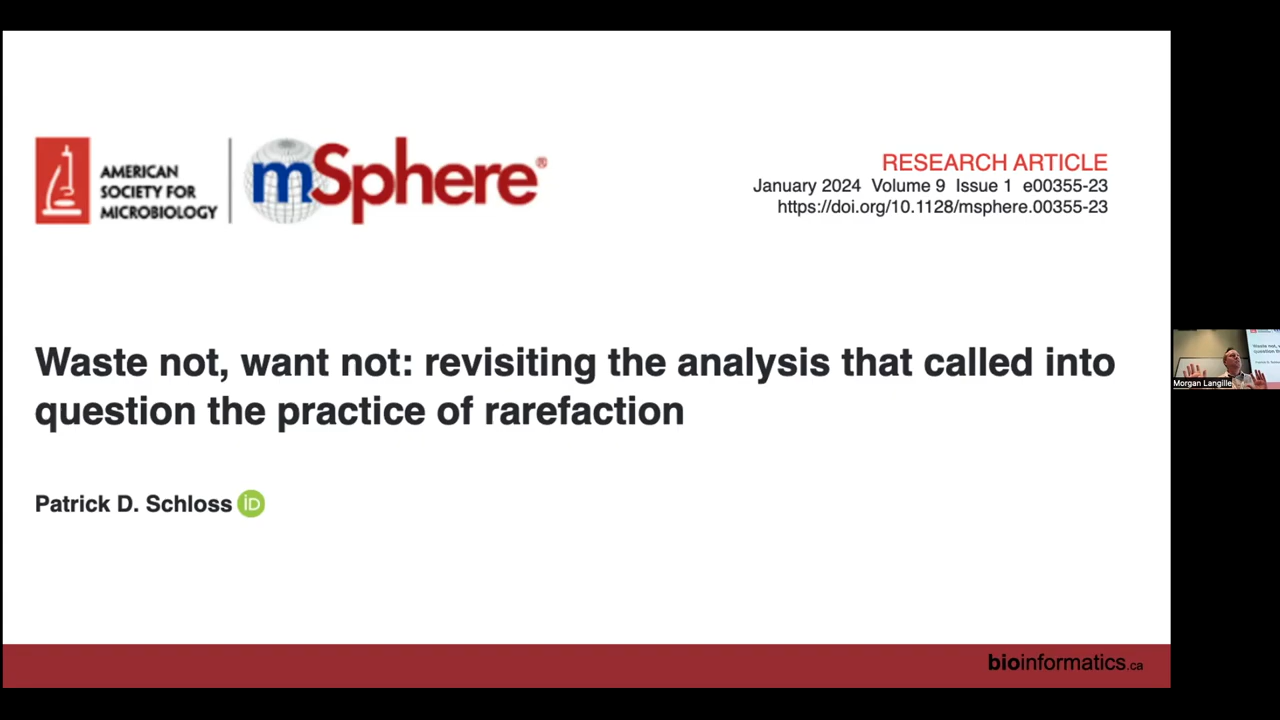 AMERICAN
SOCIETY FOR
MICROBIOLOGY
mSphere®
RESEARCH ARTICLE
January 2024 Volume 9 Issue 1 e00355-23
https://doi.org/10.1128/msphere.00355-23
Waste not, want not: revisiting the analysis that called into
question the practice of rarefaction
Patrick D. Schloss iD
Morgan Langille
bioinformatics.ca